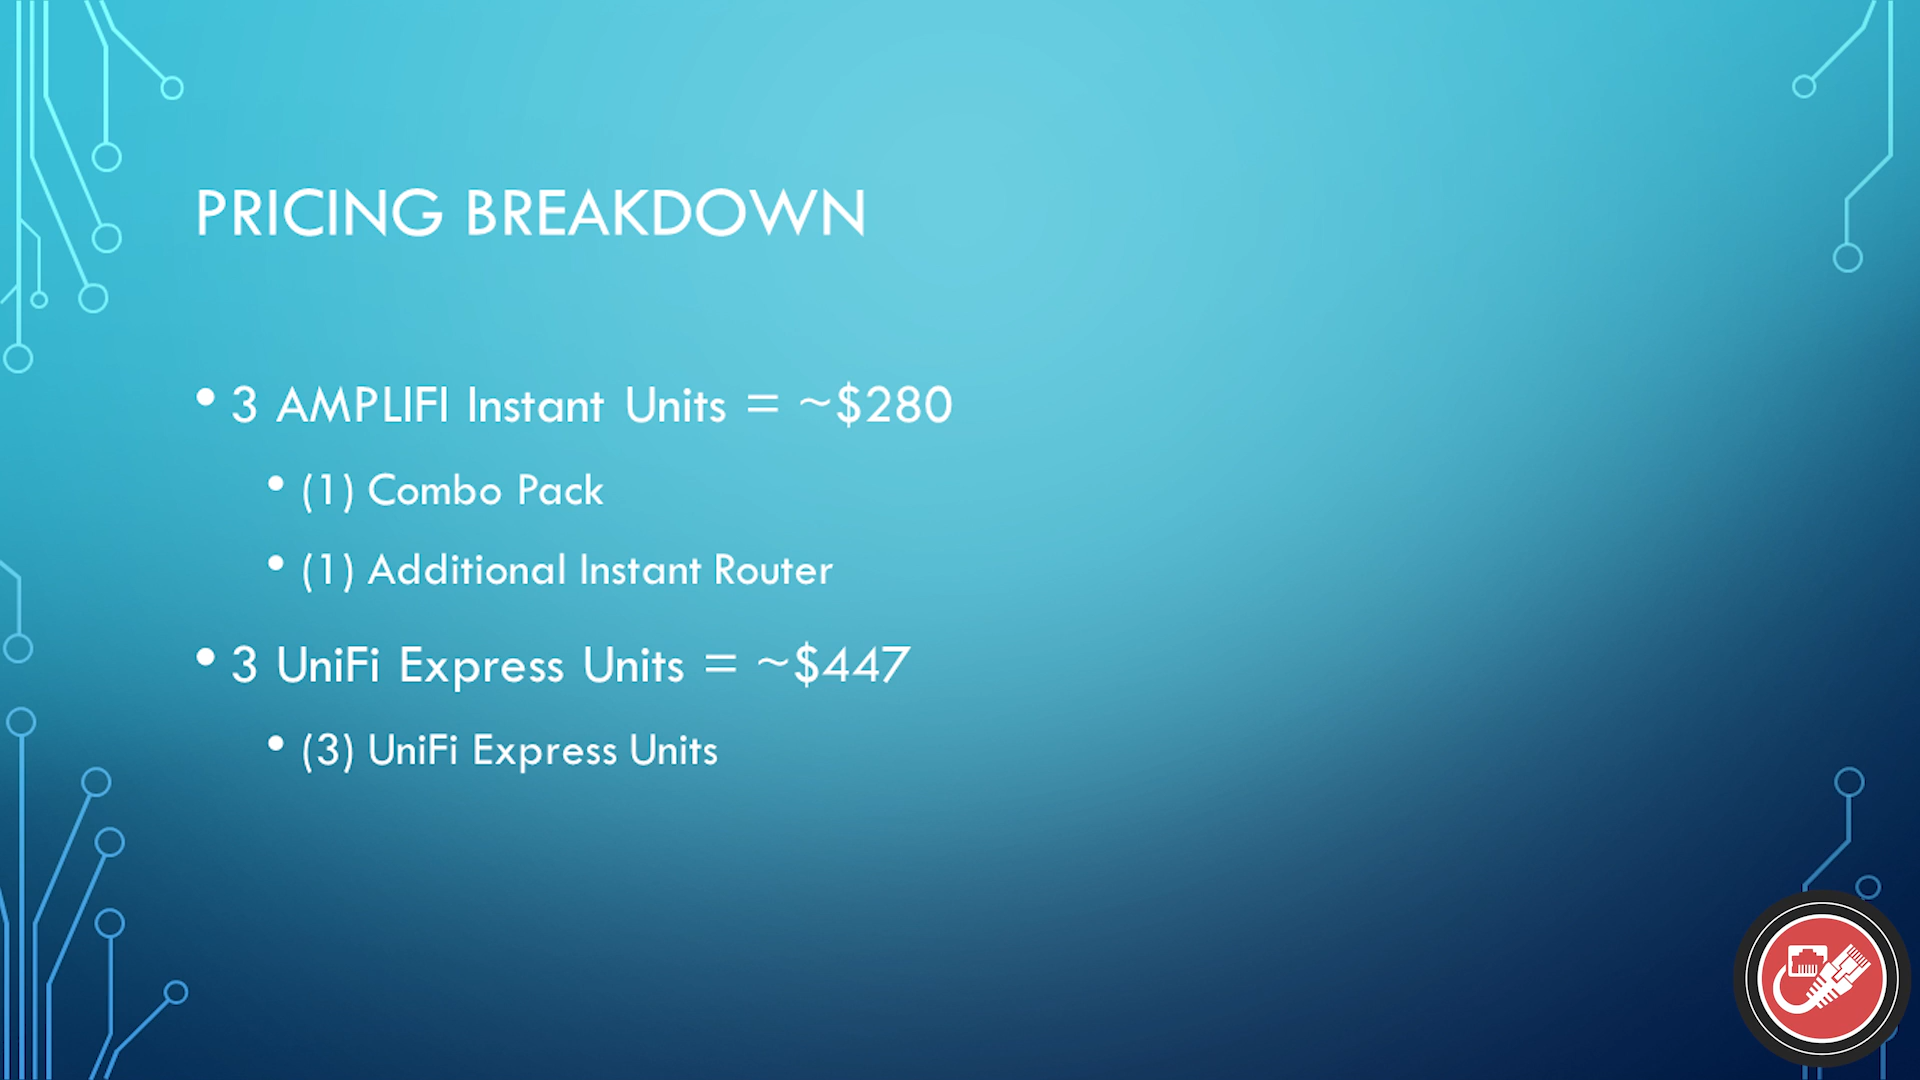 PRICING BREAKDOWN
• 3 AMPLIFI Instant Units = ~$280
• (1) Combo Pack
• (1) Additional Instant Router
• 3 UniFi Express Units = ~$447
• (3) UniFi Express Units